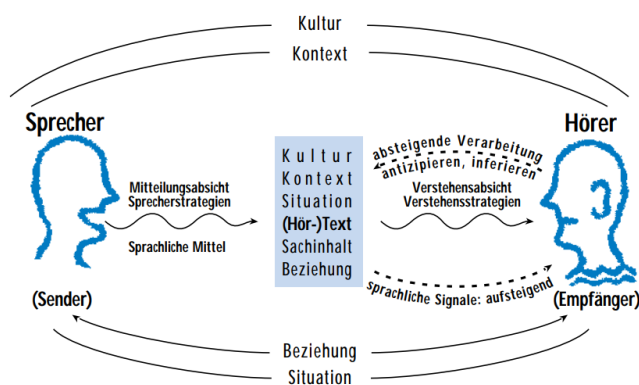 Kultur
Kontext
Sprecher
Hörer
Kultur
Kontext
Situation
(Hör-)Text
Sachinhalt
Beziehung
absteigende Verarbeitung
antizipieren, inferieren
Mitteilungsabsicht
Sprecherstrategien
Sprachliche Mittel
Verstehensabsicht
Verstehensstrategien
sprachliche Signale: aufsteigend
(Sender)
(Empfänger)
Beziehung
Situation